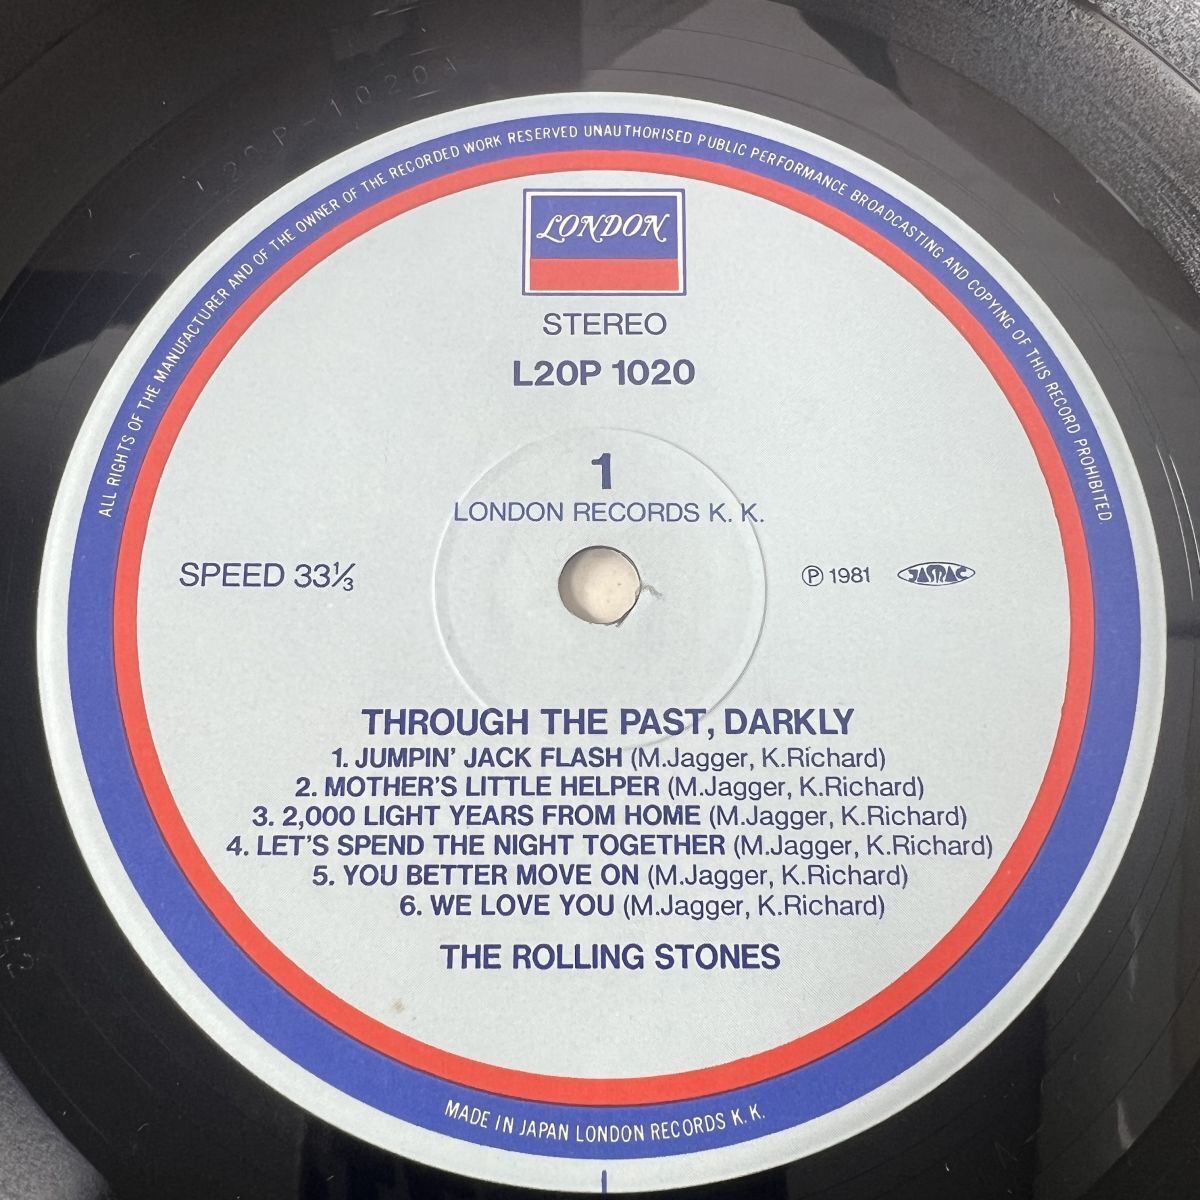 L20P-1020
ALL RIGHTS OF THE MANUFACTURER AND OF THE OWNER OF THE RECORDED WORK RESERVED UNAUTHORISED PUBLIC PERFORMANCE BROADCASTING AND COPYING OF THIS RECORD PROHIBITED.
LONDON
STEREO
L20P 1020
1
LONDON RECORDS K. K.
SPEED 33⅓
Ⓟ 1981 JASRAC
THROUGH THE PAST, DARKLY
1. JUMPIN' JACK FLASH (M.Jagger, K.Richard)
2. MOTHER'S LITTLE HELPER (M.Jagger, K.Richard)
3. 2,000 LIGHT YEARS FROM HOME (M.Jagger, K.Richard)
4. LET'S SPEND THE NIGHT TOGETHER (M.Jagger, K.Richard)
5. YOU BETTER MOVE ON (M.Jagger, K.Richard)
6. WE LOVE YOU (M.Jagger, K.Richard)
THE ROLLING STONES
MADE IN JAPAN LONDON RECORDS K. K.